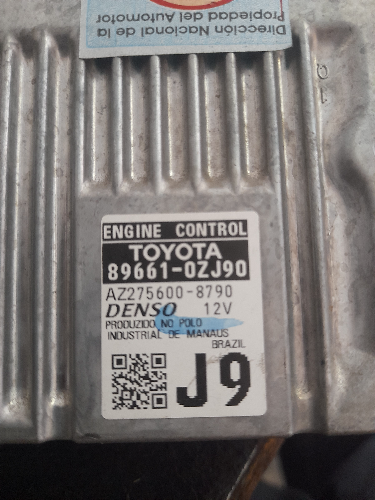 Dirección Nacional de la
Propiedad del Automotor
ENGINE CONTROL
TOYOTA
89661-0ZJ90
AZ275600-8790
DENSO 12V
PRODUZIDO NO POLO
INDUSTRIAL DE MANAUS
BRAZIL
J9